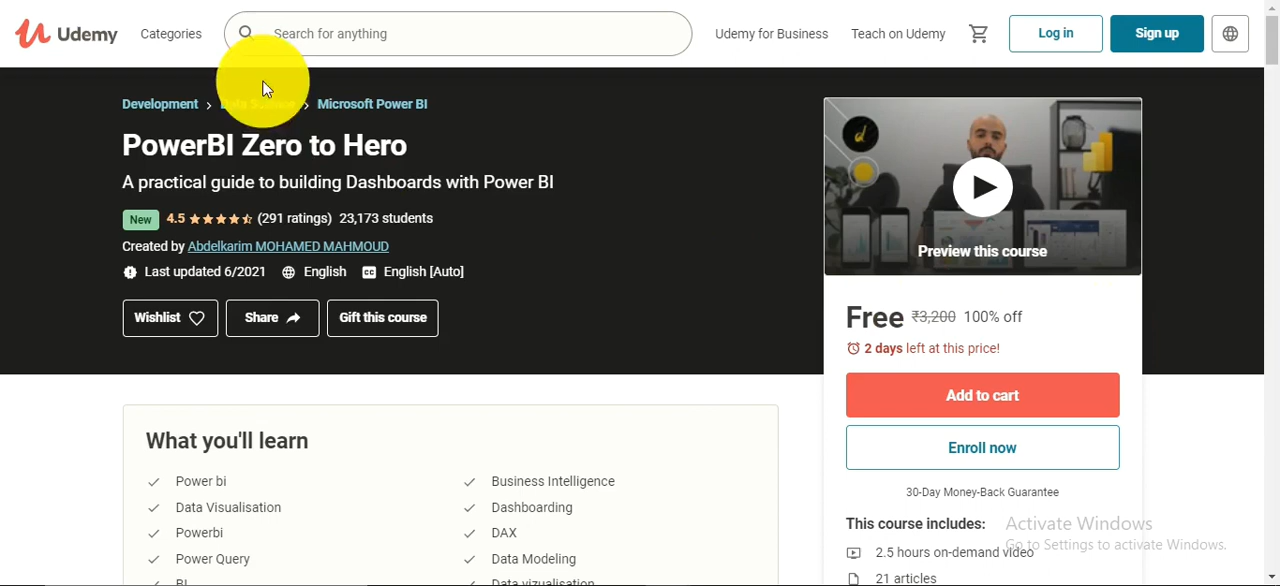 Udemy Categories Search for anything Udemy for Business Teach on Udemy Log in Sign up
Development › Data Science › Microsoft Power BI
PowerBI Zero to Hero
A practical guide to building Dashboards with Power BI
New 4.5 (291 ratings) 23,173 students
Created by Abdelkarim MOHAMED MAHMOUD
Last updated 6/2021 English CC English [Auto]
Wishlist Share Gift this course
Preview this course
Free ₹3,200 100% off
2 days left at this price!
Add to cart
Enroll now
30-Day Money-Back Guarantee
This course includes:
2.5 hours on-demand video
21 articles
What you'll learn
Power bi
Data Visualisation
Powerbi
Power Query
BI
Business Intelligence
Dashboarding
DAX
Data Modeling
Data vizualisation
Activate Windows
Go to Settings to activate Windows.